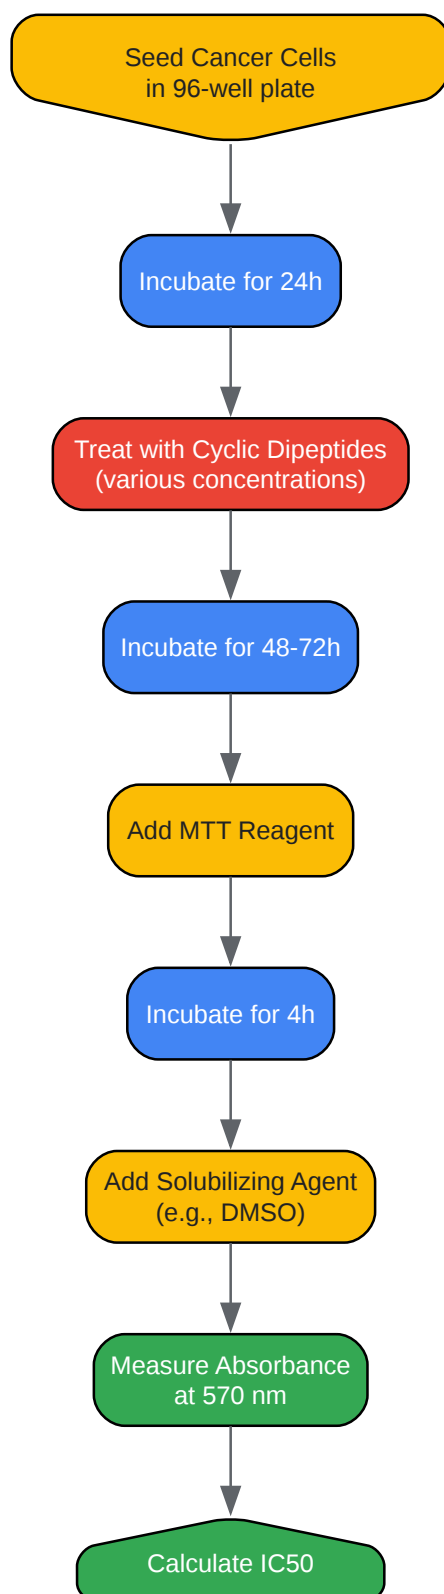 Seed Cancer Cells
in 96-well plate
Incubate for 24h
Treat with Cyclic Dipeptides
(various concentrations)
Incubate for 48-72h
Add MTT Reagent
Incubate for 4h
Add Solubilizing Agent
(e.g., DMSO)
Measure Absorbance
at 570 nm
Calculate IC50